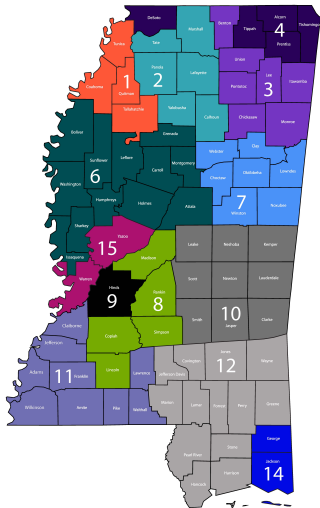 DeSoto
Marshall
Benton
Tippah
Alcorn
Tishomingo
4
Prentiss
Tunica
Tate
Panola
Lafayette
Union
Lee
Pontotoc
Itawamba
3
1
2
Coahoma
Quitman
Tallahatchie
Yalobusha
Calhoun
Chickasaw
Monroe
Grenada
Bolivar
Sunflower
Leflore
Carroll
Montgomery
Webster
Clay
Choctaw
Oktibbeha
Lowndes
6
Washington
Humphreys
Holmes
Attala
7
Winston
Noxubee
Sharkey
Issaquena
Yazoo
15
Madison
Leake
Neshoba
Kemper
Warren
Hinds
9
Rankin
8
Scott
Newton
Lauderdale
10
Smith
Jasper
Clarke
Claiborne
Copiah
Simpson
Jefferson
Adams
11
Franklin
Lincoln
Lawrence
Jefferson Davis
Covington
Jones
12
Wayne
Wilkinson
Amite
Pike
Walthall
Marion
Lamar
Forrest
Perry
Greene
Pearl River
Stone
George
Hancock
Harrison
Jackson
14